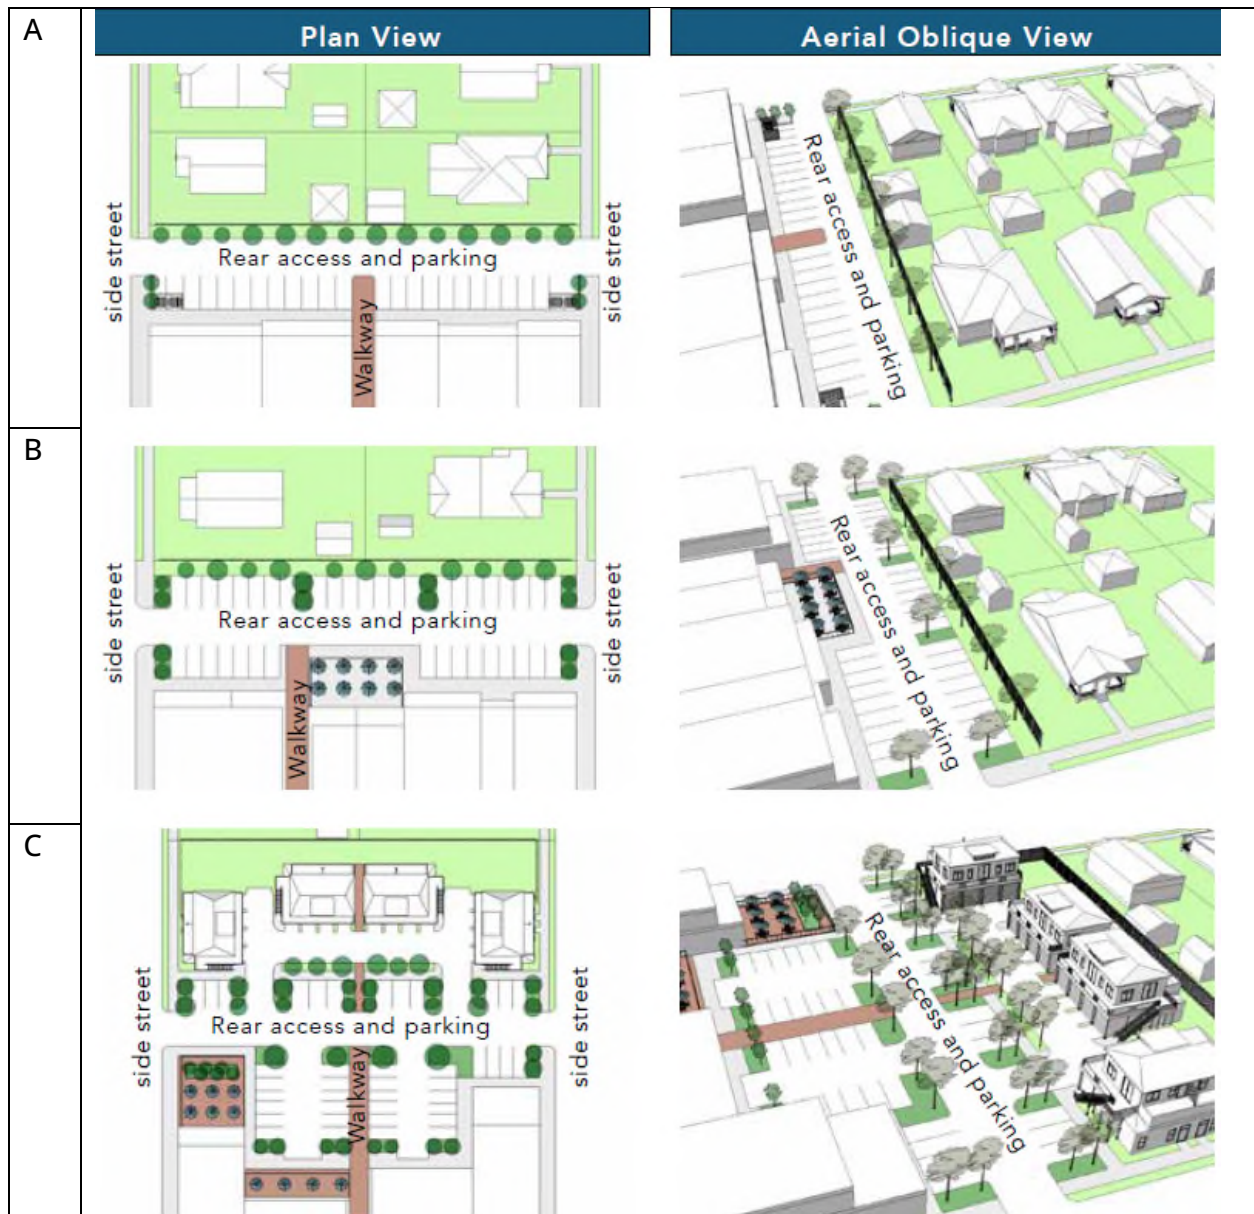 A
Plan View
Aerial Oblique View
side street
Rear access and parking
side street
Walkway
Rear access and parking
B
side street
Rear access and parking
side street
Walkway
Rear access and parking
C
side street
Rear access and parking
side street
Walkway
Rear access and parking